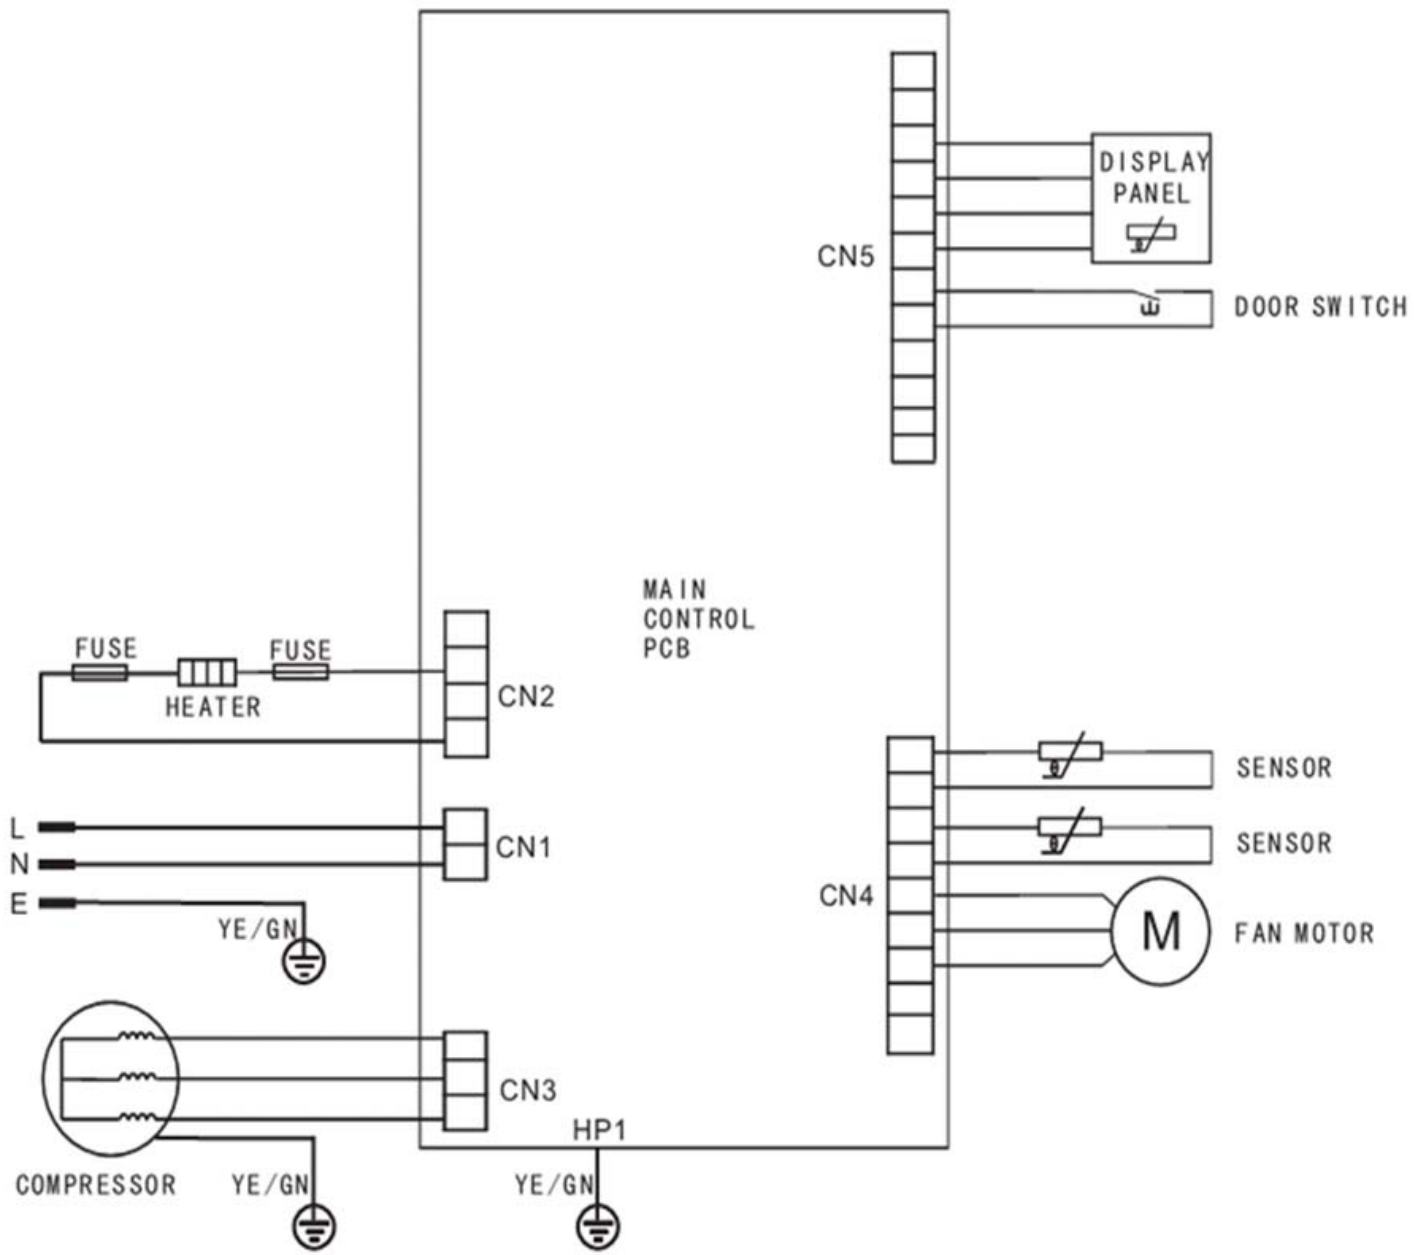 DISPLAY
PANEL
θ
CN5
DOOR SWITCH
MAIN
CONTROL
PCB
FUSE
FUSE
HEATER
CN2
L
N
E
CN1
YE/GN
SENSOR
θ
SENSOR
θ
CN4
M
FAN MOTOR
CN3
COMPRESSOR
YE/GN
HP1
YE/GN